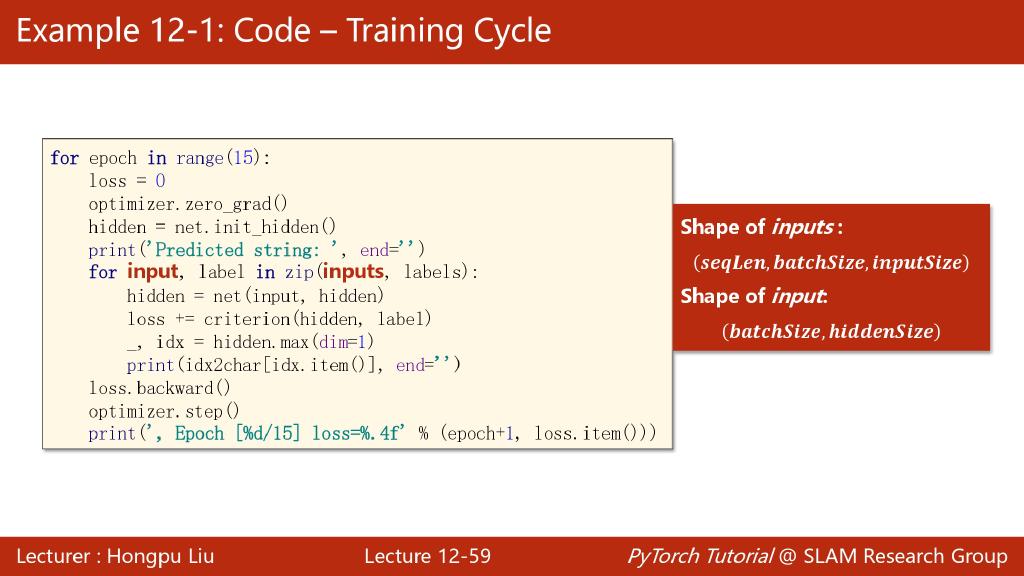 Example 12-1: Code – Training Cycle
for epoch in range(15):
    loss = 0
    optimizer.zero_grad()
    hidden = net.init_hidden()
    print('Predicted string: ', end='')
    for input, label in zip(inputs, labels):
        hidden = net(input, hidden)
        loss += criterion(hidden, label)
        _, idx = hidden.max(dim=1)
        print(idx2char[idx.item()], end='')
    loss.backward()
    optimizer.step()
    print(', Epoch [%d/15] loss=%.4f' % (epoch+1, loss.item()))
Shape of inputs :
(seqLen, batchSize, inputSize)
Shape of input:
(batchSize, hiddenSize)
Lecturer : Hongpu Liu
Lecture 12-59
PyTorch Tutorial @ SLAM Research Group